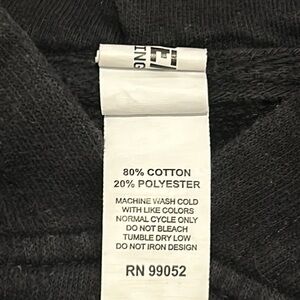 ING
80% COTTON
20% POLYESTER
MACHINE WASH COLD
WITH LIKE COLORS
NORMAL CYCLE ONLY
DO NOT BLEACH
TUMBLE DRY LOW
DO NOT IRON DESIGN
RN 99052